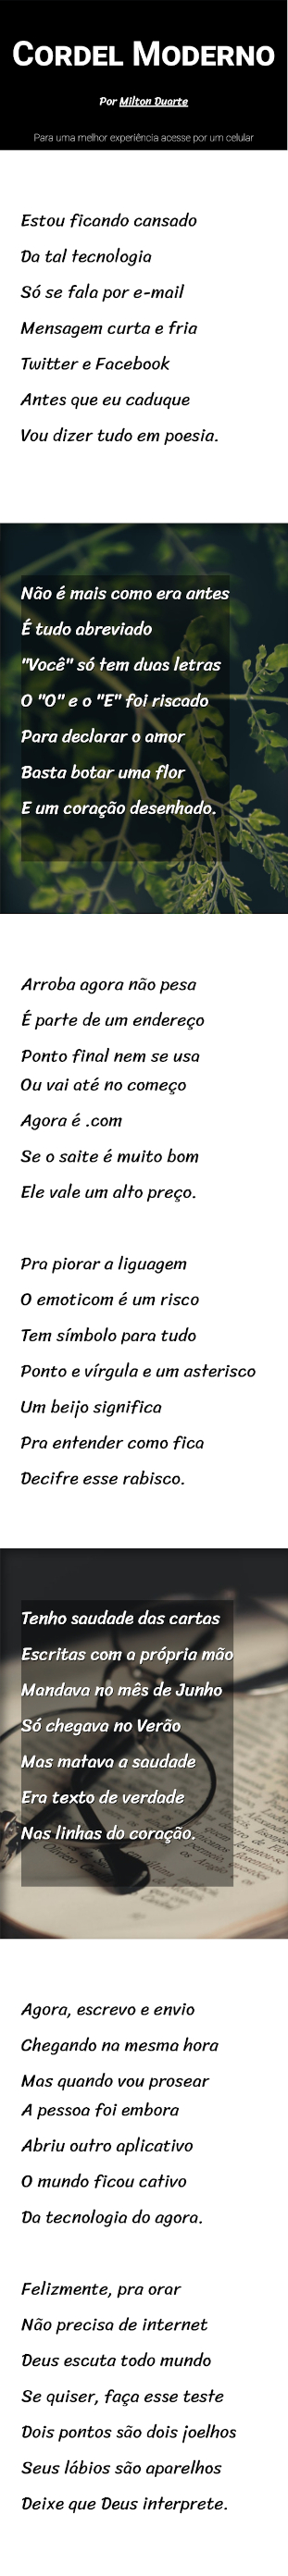 CORDEL MODERNO
Por Milton Duarte
Para uma melhor experiência acesse por um celular
Estou ficando cansado
Da tal tecnologia
Só se fala por e-mail
Mensagem curta e fria
Twitter e Facebook
Antes que eu caduque
Vou dizer tudo em poesia.
Não é mais como era antes
É tudo abreviado
"Você" só tem duas letras
O "O" e o "E" foi riscado
Para declarar o amor
Basta botar uma flor
E um coração desenhado.
Arroba agora não pesa
É parte de um endereço
Ponto final nem se usa
Ou vai até no começo
Agora é .com
Se o saite é muito bom
Ele vale um alto preço.
Pra piorar a liguagem
O emoticom é um risco
Tem símbolo para tudo
Ponto e vírgula e um asterisco
Um beijo significa
Pra entender como fica
Decifre esse rabisco.
Tenho saudade das cartas
Escritas com a própria mão
Mandava no mês de Junho
Só chegava no Verão
Mas matava a saudade
Era texto de verdade
Nas linhas do coração.
Agora, escrevo e envio
Chegando na mesma hora
Mas quando vou prosear
A pessoa foi embora
Abriu outro aplicativo
O mundo ficou cativo
Da tecnologia do agora.
Felizmente, pra orar
Não precisa de internet
Deus escuta todo mundo
Se quiser, faça esse teste
Dois pontos são dois joelhos
Seus lábios são aparelhos
Deixe que Deus interprete.